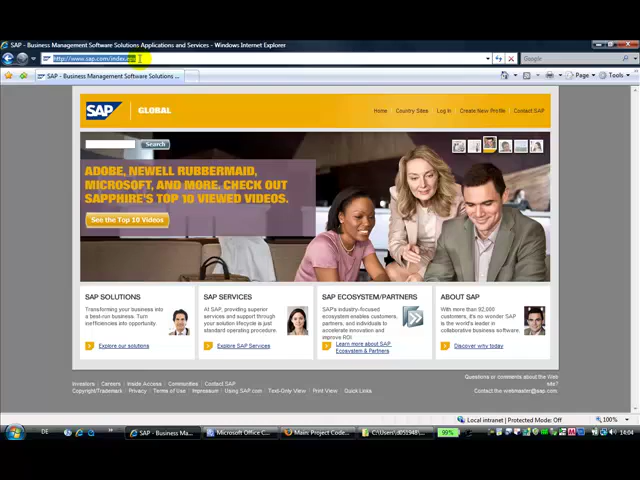 SAP - Business Management Software Solutions Applications and Services - Windows Internet Explorer
Google
SAP - Business Management Software Solutions ...
Page
Tools
SAP
GLOBAL
Home
Country Sites
Log In
Create New Profile
Contact SAP
Search
ADOBE, NEWELL RUBBERMAID,
MICROSOFT, AND MORE. CHECK OUT
SAPPHIRE'S TOP 10 VIEWED VIDEOS.
See the Top 10 Videos
SAP SOLUTIONS
Transforming your business into
a best-run business. Turn
inefficiencies into opportunity.
Explore our solutions
SAP SERVICES
At SAP, providing superior
services and support through
your solution lifecycle is just
standard operating procedure.
Explore SAP Services
SAP ECOSYSTEM/PARTNERS
SAP's industry-focused
ecosystem enables customers,
partners, and individuals to
accelerate innovation and
improve ROI
Learn more about SAP
Ecosystem & Partners
ABOUT SAP
With more than 92,000
customers, it's no wonder SAP
is the world's leader in
collaborative business software.
Discover why today
Questions or comments about the Web
site?
Contact the webmaster@sap.com.
Investors | Careers | Inside Access | Communities | Contact SAP
Copyright/Trademark | Privacy | Terms of Use | Impressum | Using SAP.com | Text-Only View | Print View | Quick Links
Local intranet | Protected Mode: Off
100%
DE
SAP - Business Ma...
Microsoft Office C...
Main: Project Code...
99%
14:04